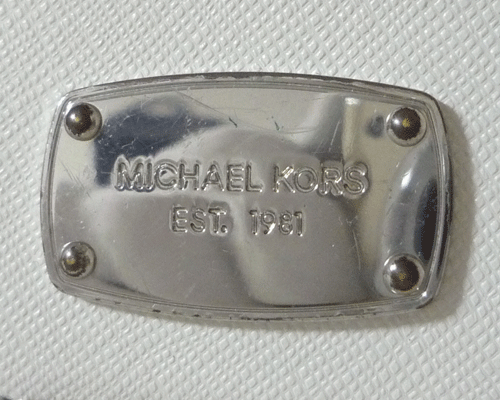 MICHAEL KORS
EST. 1981